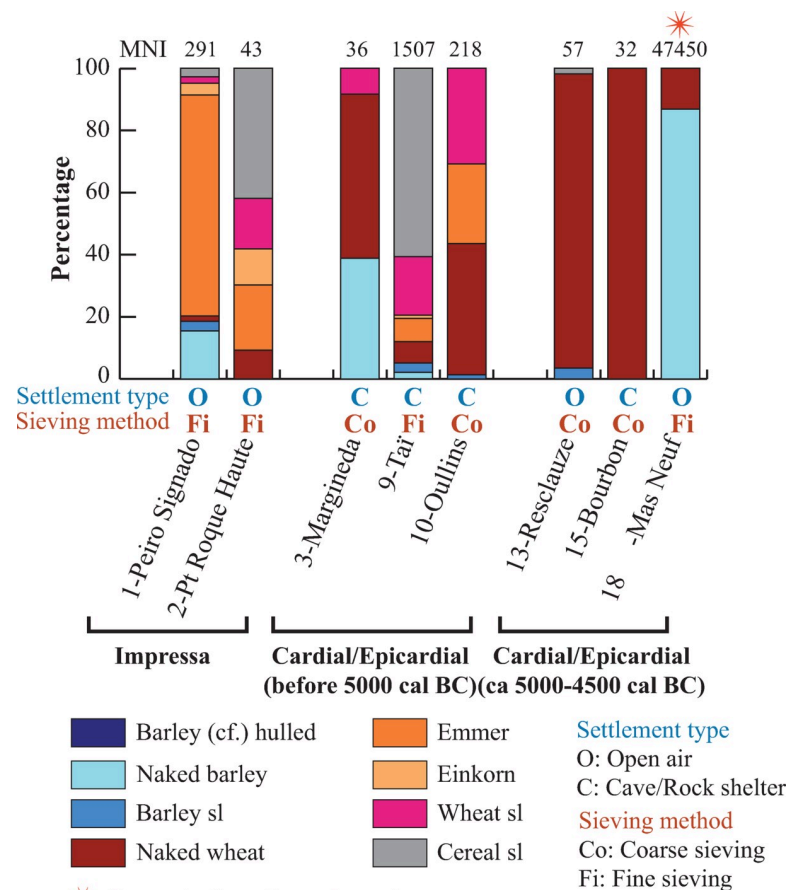 MNI 291 43 36 1507 218 57 32 47450
100
80
60
40
20
0
Percentage
Settlement type O O C C C O C O
Sieving method Fi Fi Co Fi Co Co Co Fi
1-Peiro Signado
2-Pt Roque Haute
3-Margineda
9-Taï
10-Oullins
13-Resclauze
15-Bourbon
18 -Mas Neuf
Impressa
Cardial/Epicardial
(before 5000 cal BC)
Cardial/Epicardial
(ca 5000-4500 cal BC)
Barley (cf.) hulled
Naked barley
Barley sl
Naked wheat
Emmer
Einkorn
Wheat sl
Cereal sl
Settlement type
O: Open air
C: Cave/Rock shelter
Sieving method
Co: Coarse sieving
Fi: Fine sieving